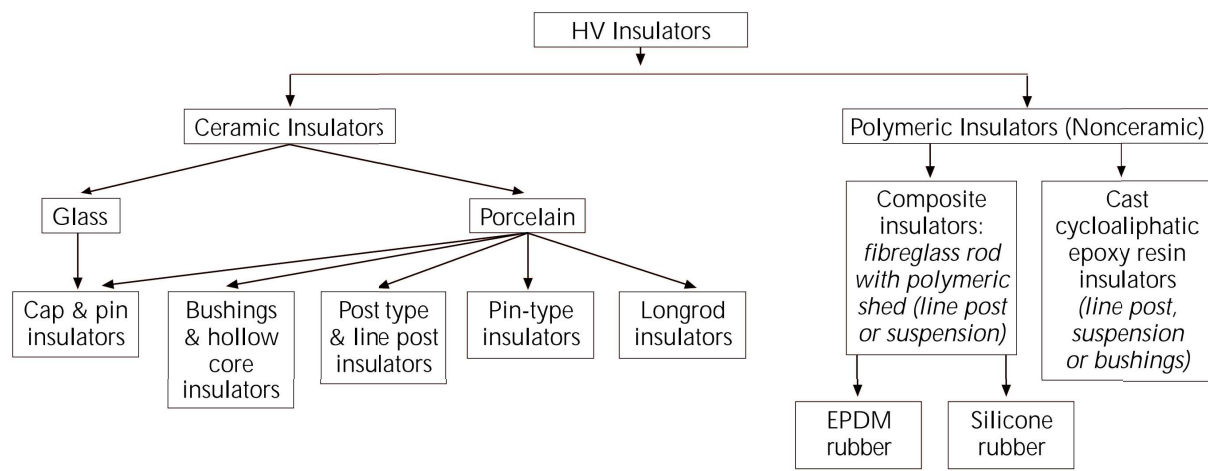 HV Insulators
Ceramic Insulators
Polymeric Insulators (Nonceramic)
Glass
Porcelain
Composite
insulators:
fibreglass rod
with polymeric
shed (line post
or suspension)
Cast
cycloaliphatic
epoxy resin
insulators
(line post,
suspension
or bushings)
Cap & pin
insulators
Bushings
& hollow
core
insulators
Post type
& line post
insulators
Pin-type
insulators
Longrod
insulators
EPDM
rubber
Silicone
rubber